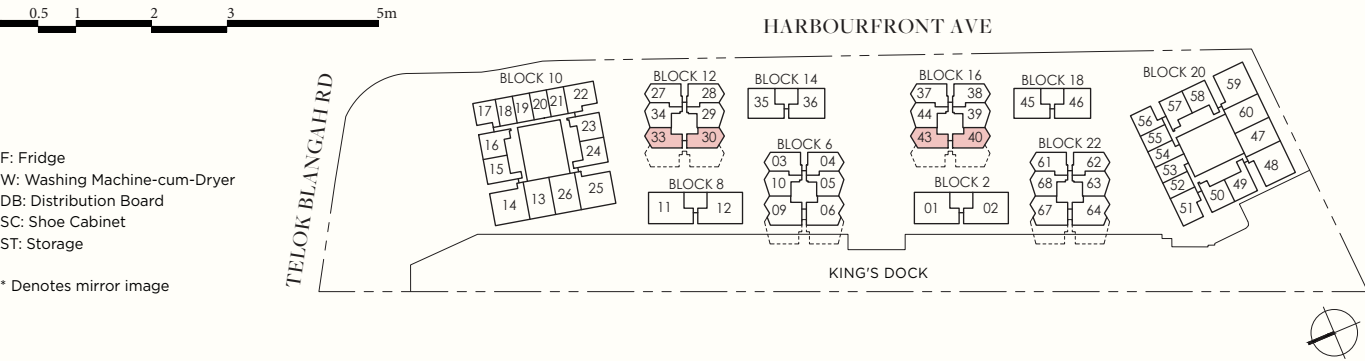 0.5 1 2 3 5m
HARBOURFRONT AVE
TELOK BLANGAH RD
BLOCK 10
17 18 19 20 21 22
16 23
15 24
14 13 26 25
BLOCK 12
27 28
34 29
33 30
BLOCK 14
35 36
BLOCK 16
37 38
44 39
43 40
BLOCK 18
45 46
BLOCK 20
59
58
57 60
56
55 47
54
53 48
52 49
51 50
BLOCK 6
03 04
10 05
09 06
BLOCK 8
11 12
BLOCK 2
01 02
BLOCK 22
61 62
68 63
67 64
KING'S DOCK
F: Fridge
W: Washing Machine-cum-Dryer
DB: Distribution Board
SC: Shoe Cabinet
ST: Storage
* Denotes mirror image